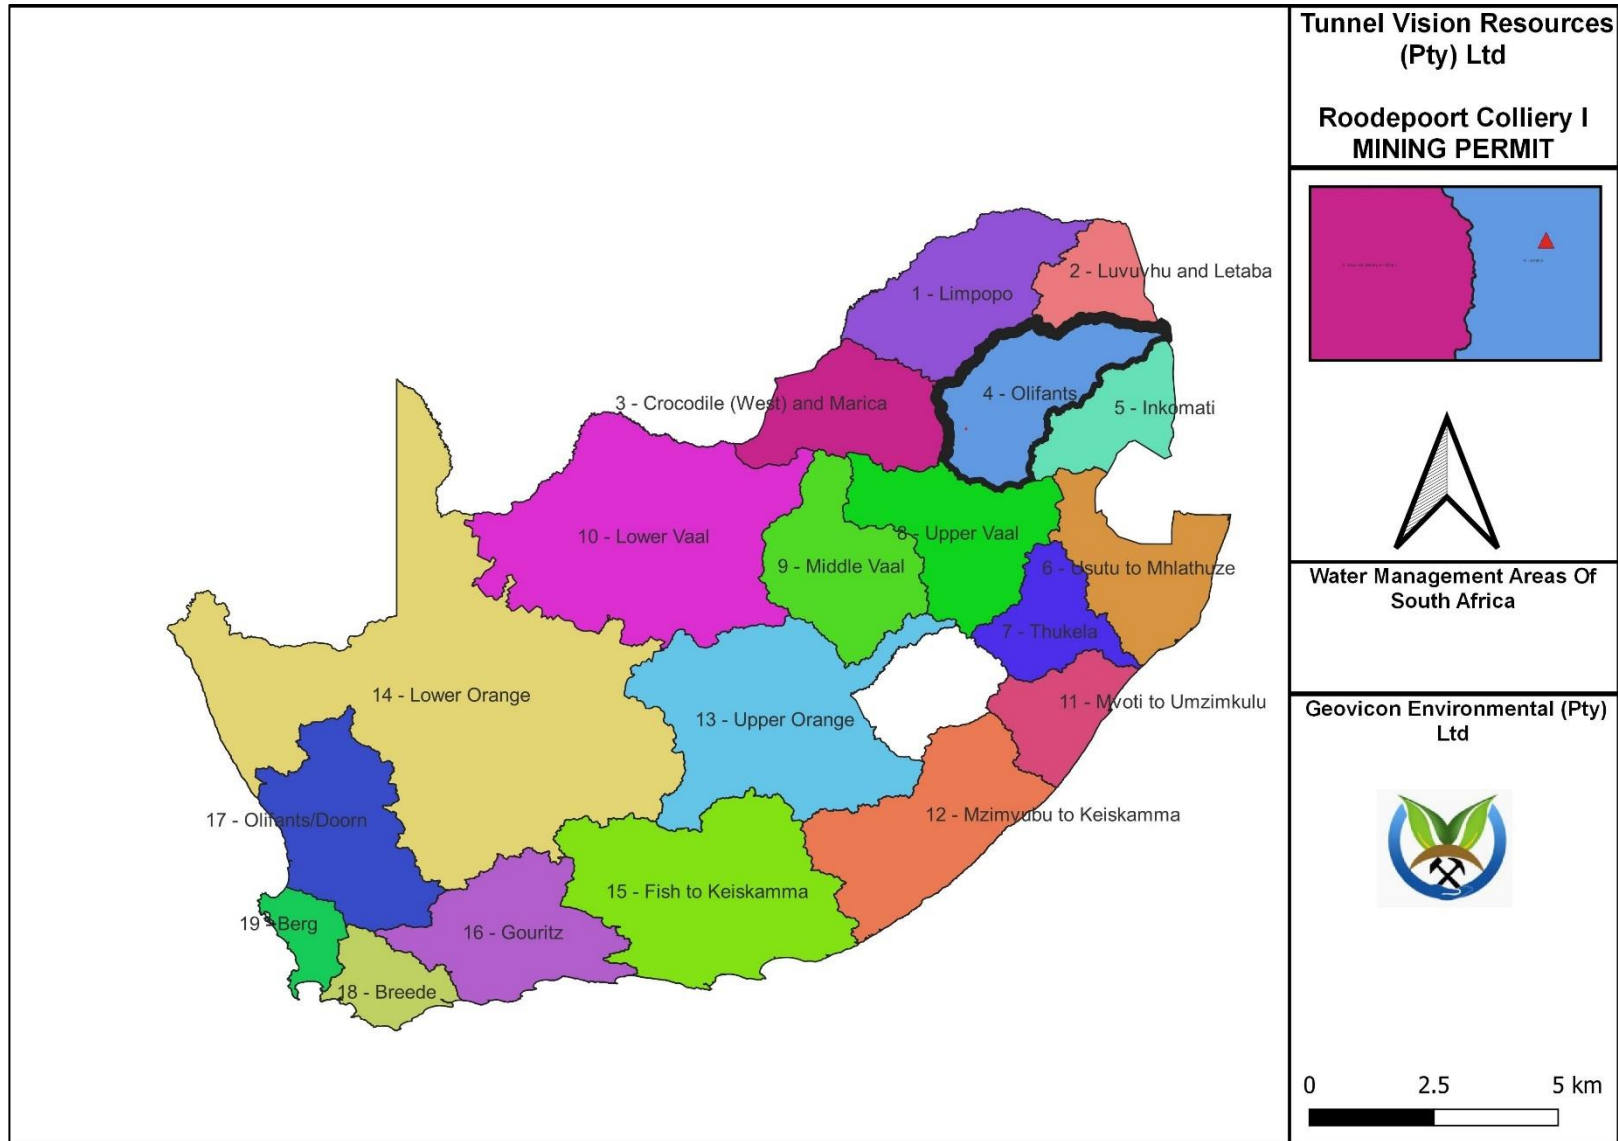 Tunnel Vision Resources
(Pty) Ltd
Roodepoort Colliery I
MINING PERMIT
1 - Limpopo
2 - Luvuvhu and Letaba
3 - Crocodile (West) and Marica
4 - Olifants
5 - Inkomati
10 - Lower Vaal
8 - Upper Vaal
9 - Middle Vaal
6 - Usutu to Mhlathuze
7 - Thukela
14 - Lower Orange
13 - Upper Orange
11 - Mvoti to Umzimkulu
17 - Olifants/Doorn
12 - Mzimvubu to Keiskamma
15 - Fish to Keiskamma
19 - Berg
16 - Gouritz
18 - Breede
Water Management Areas Of
South Africa
Geovicon Environmental (Pty)
Ltd
0 2.5 5 km